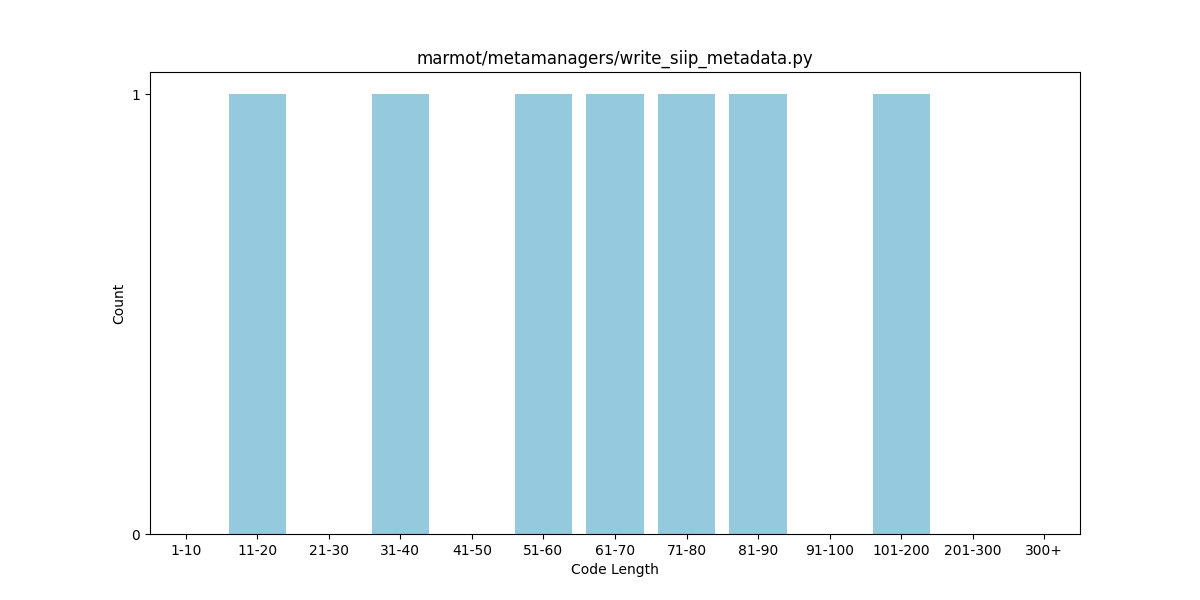 marmot/metamanagers/write_siip_metadata.py
1
Count
0
1-10 11-20 21-30 31-40 41-50 51-60 61-70 71-80 81-90 91-100 101-200 201-300 300+
Code Length